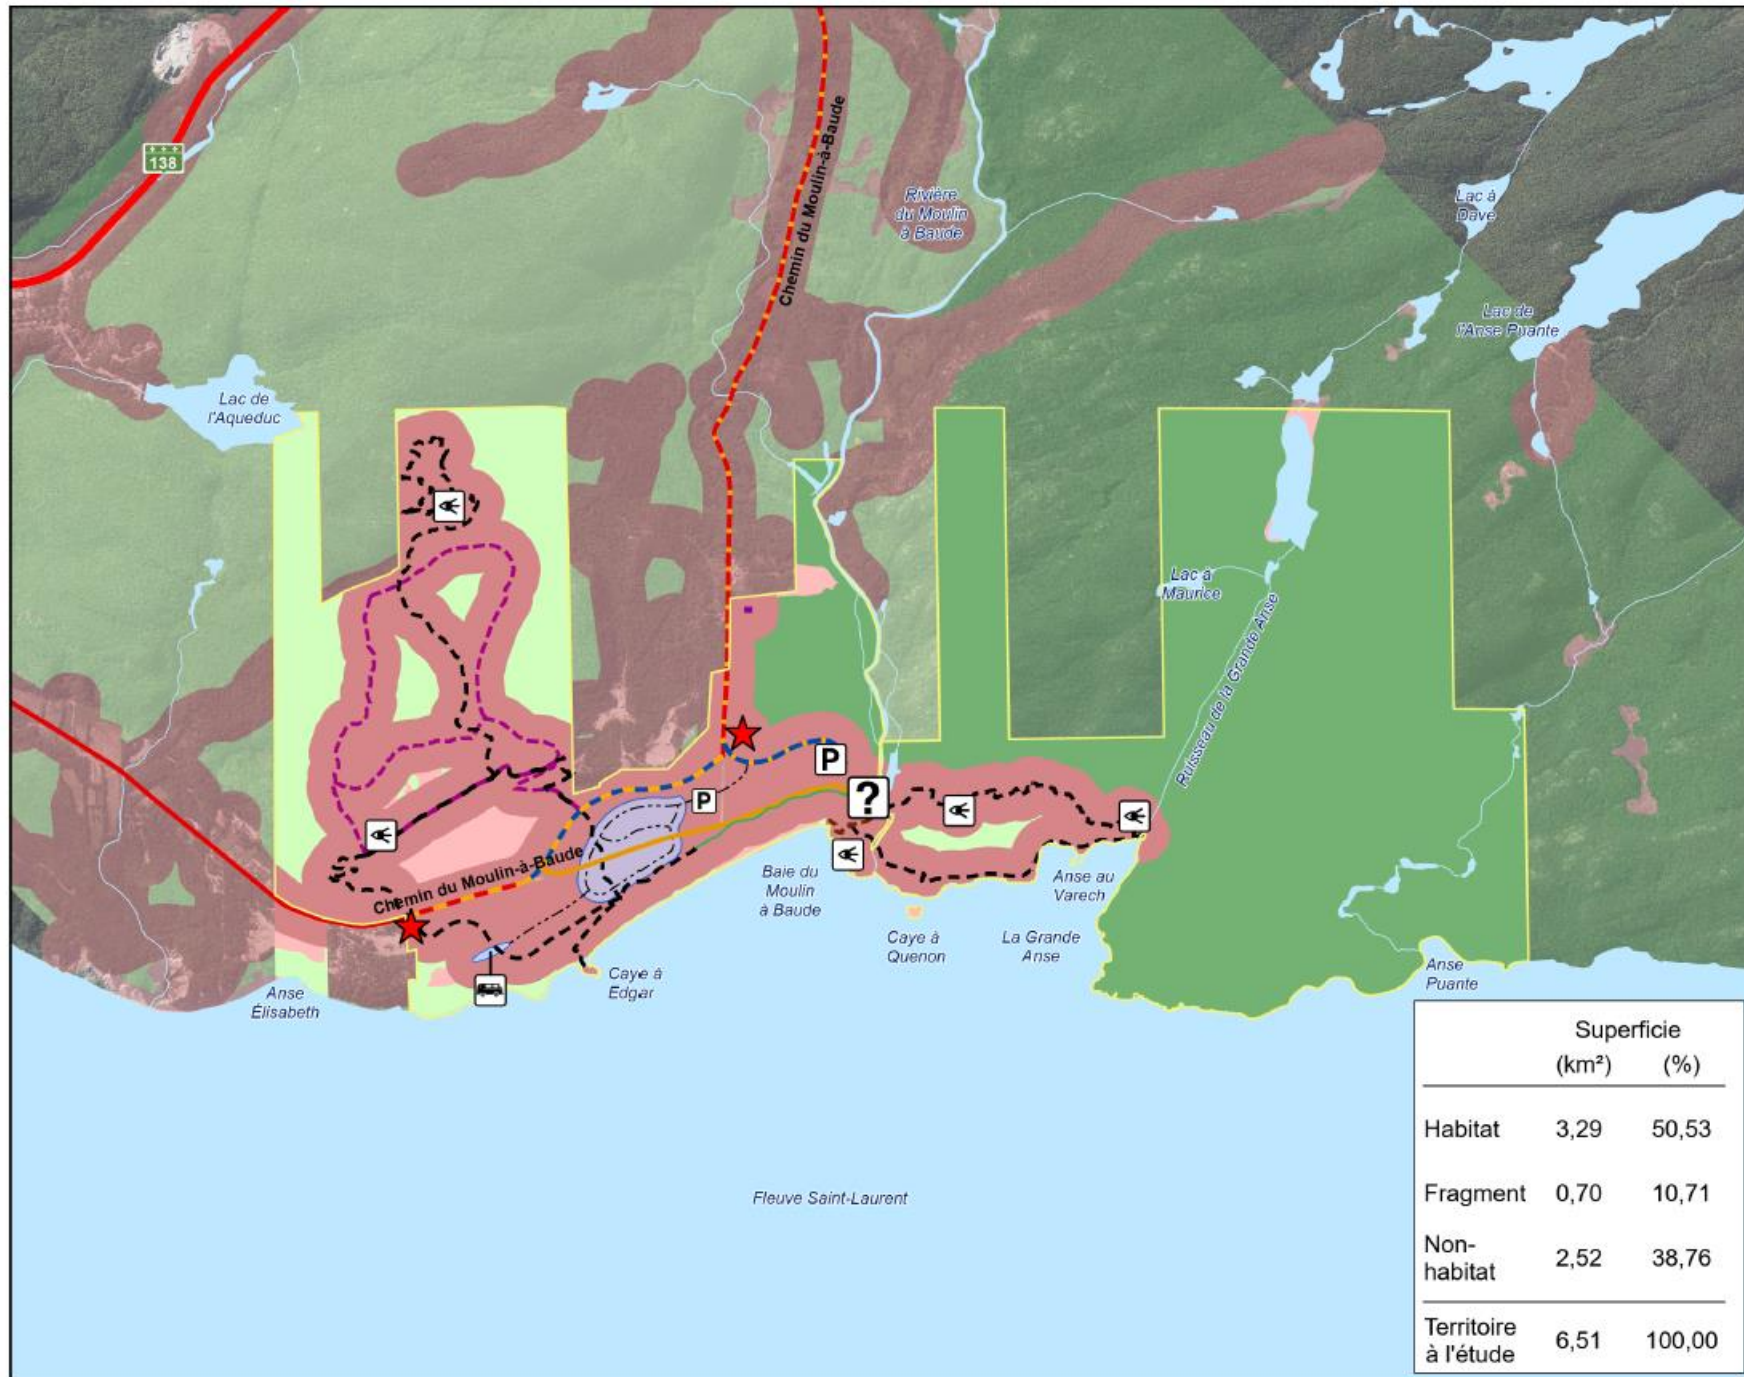 138
Chemin du Moulin-à-Baude
Rivière
du Moulin
à Baude
Lac à
Dave
Lac de
l'Anse Puante
Lac de
l'Aqueduc
Lac à
Maurice
Ruisseau de la Grande Anse
P
P
?
Chemin du Moulin-à-Baude
Baie du
Moulin
à Baude
Anse au
Varech
Caye à
Quenon
La Grande
Anse
Caye à
Edgar
Anse
Élisabeth
Anse
Puante
Fleuve Saint-Laurent
Superficie
(km²) (%)
Habitat 3,29 50,53
Fragment 0,70 10,71
Non-
habitat 2,52 38,76
Territoire
à l'étude 6,51 100,00